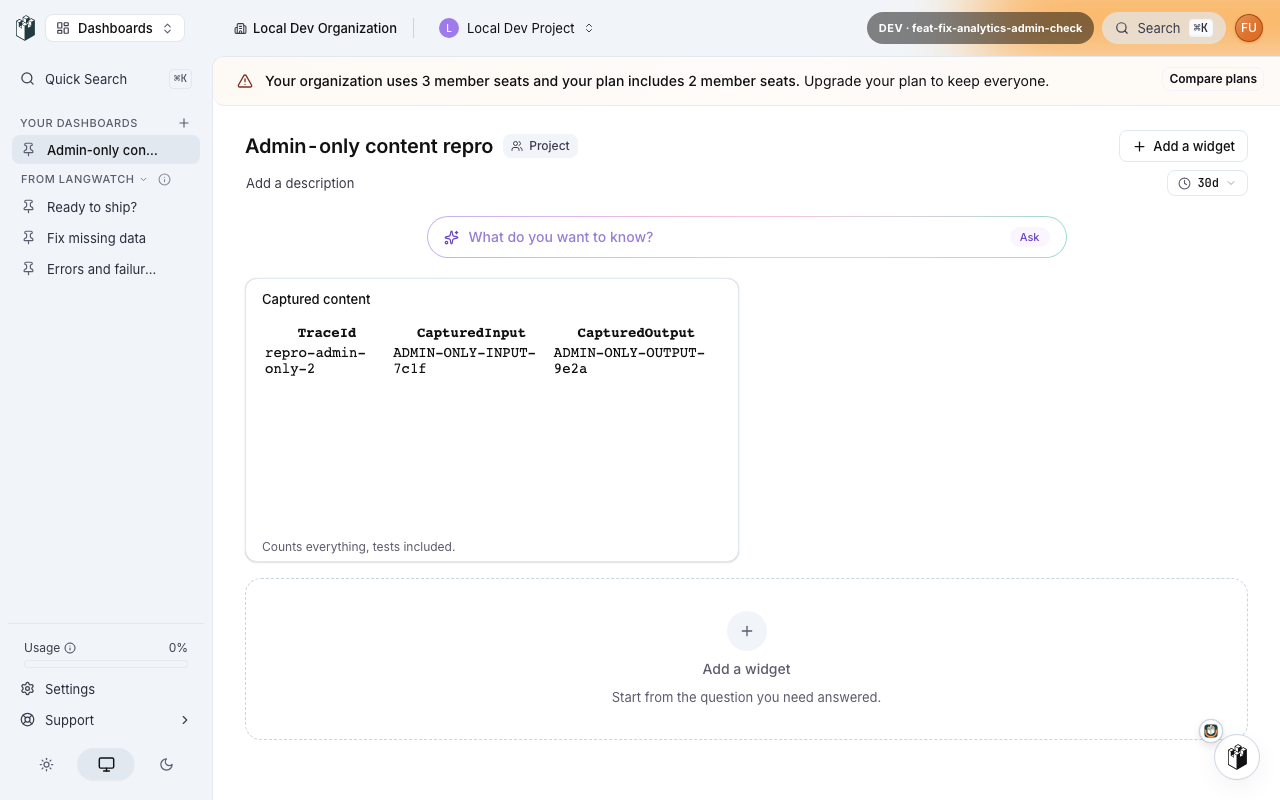 Dashboards
Local Dev Organization
L
Local Dev Project
DEV · feat-fix-analytics-admin-check
Search ⌘K
FU
Quick Search ⌘K
Your organization uses 3 member seats and your plan includes 2 member seats. Upgrade your plan to keep everyone.
Compare plans
YOUR DASHBOARDS
Admin-only con...
FROM LANGWATCH
Ready to ship?
Fix missing data
Errors and failur...
Admin-only content repro
Project
Add a widget
Add a description
30d
What do you want to know?
Ask
Captured content
TraceId CapturedInput CapturedOutput
repro-admin- ADMIN-ONLY-INPUT- ADMIN-ONLY-OUTPUT-
only-2 7c1f 9e2a
Counts everything, tests included.
Add a widget
Start from the question you need answered.
Usage 0%
Settings
Support